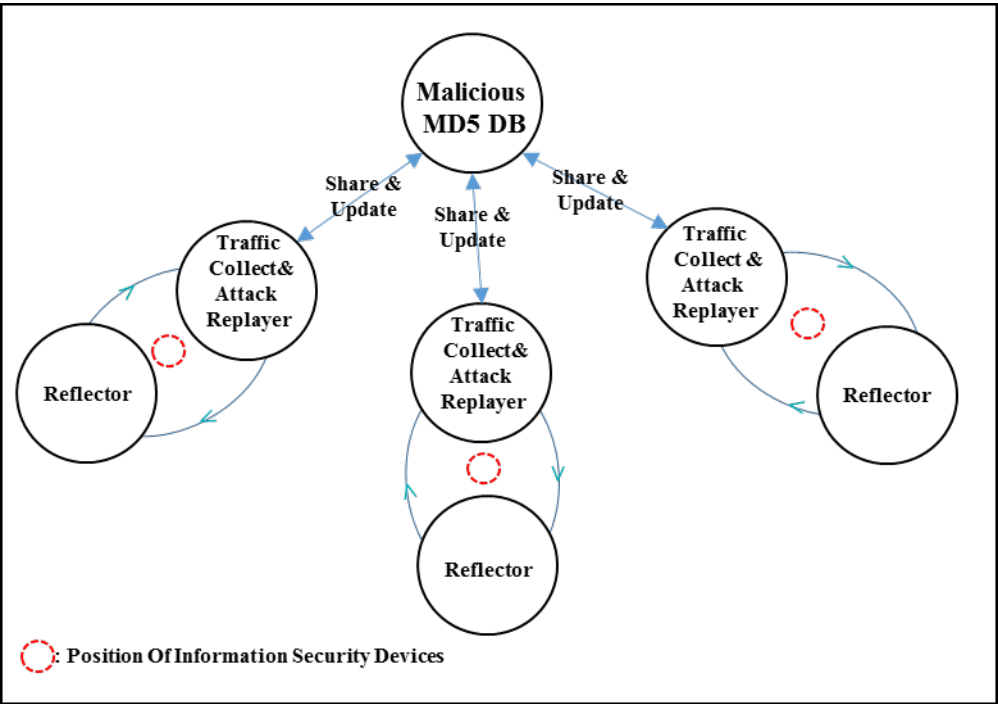 Malicious
MD5 DB
Share &
Update
Share &
Update
Share &
Update
Traffic
Collect&
Attack
Replayer
Traffic
Collect &
Attack
Replayer
Traffic
Collect&
Attack
Replayer
Reflector
Reflector
Reflector
: Position Of Information Security Devices